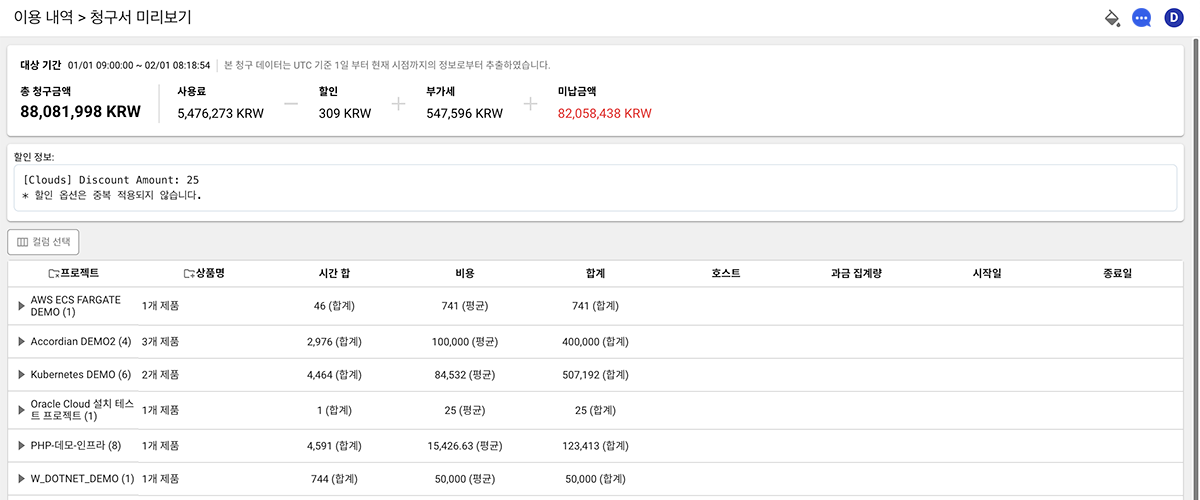 이용 내역 > 청구서 미리보기
D
대상 기간 01/01 09:00:00 ~ 02/01 08:18:54 본 청구 데이터는 UTC 기준 1일 부터 현재 시점까지의 정보로부터 추출하였습니다.
총 청구금액 사용료 할인 부가세 미납금액
88,081,998 KRW 5,476,273 KRW — 309 KRW + 547,596 KRW + 82,058,438 KRW
할인 정보:
[Clouds] Discount Amount: 25
* 할인 옵션은 중복 적용되지 않습니다.
컬럼 선택
프로젝트 상품명 시간 합 비용 합계 호스트 과금 집계량 시작일 종료일
AWS ECS FARGATE
DEMO (1) 1개 제품 46 (합계) 741 (평균) 741 (합계)
Accordian DEMO2 (4) 3개 제품 2,976 (합계) 100,000 (평균) 400,000 (합계)
Kubernetes DEMO (6) 2개 제품 4,464 (합계) 84,532 (평균) 507,192 (합계)
Oracle Cloud 설치 테스
트 프로젝트 (1) 1개 제품 1 (합계) 25 (평균) 25 (합계)
PHP-데모-인프라 (8) 1개 제품 4,591 (합계) 15,426.63 (평균) 123,413 (합계)
W_DOTNET_DEMO (1) 1개 제품 744 (합계) 50,000 (평균) 50,000 (합계)